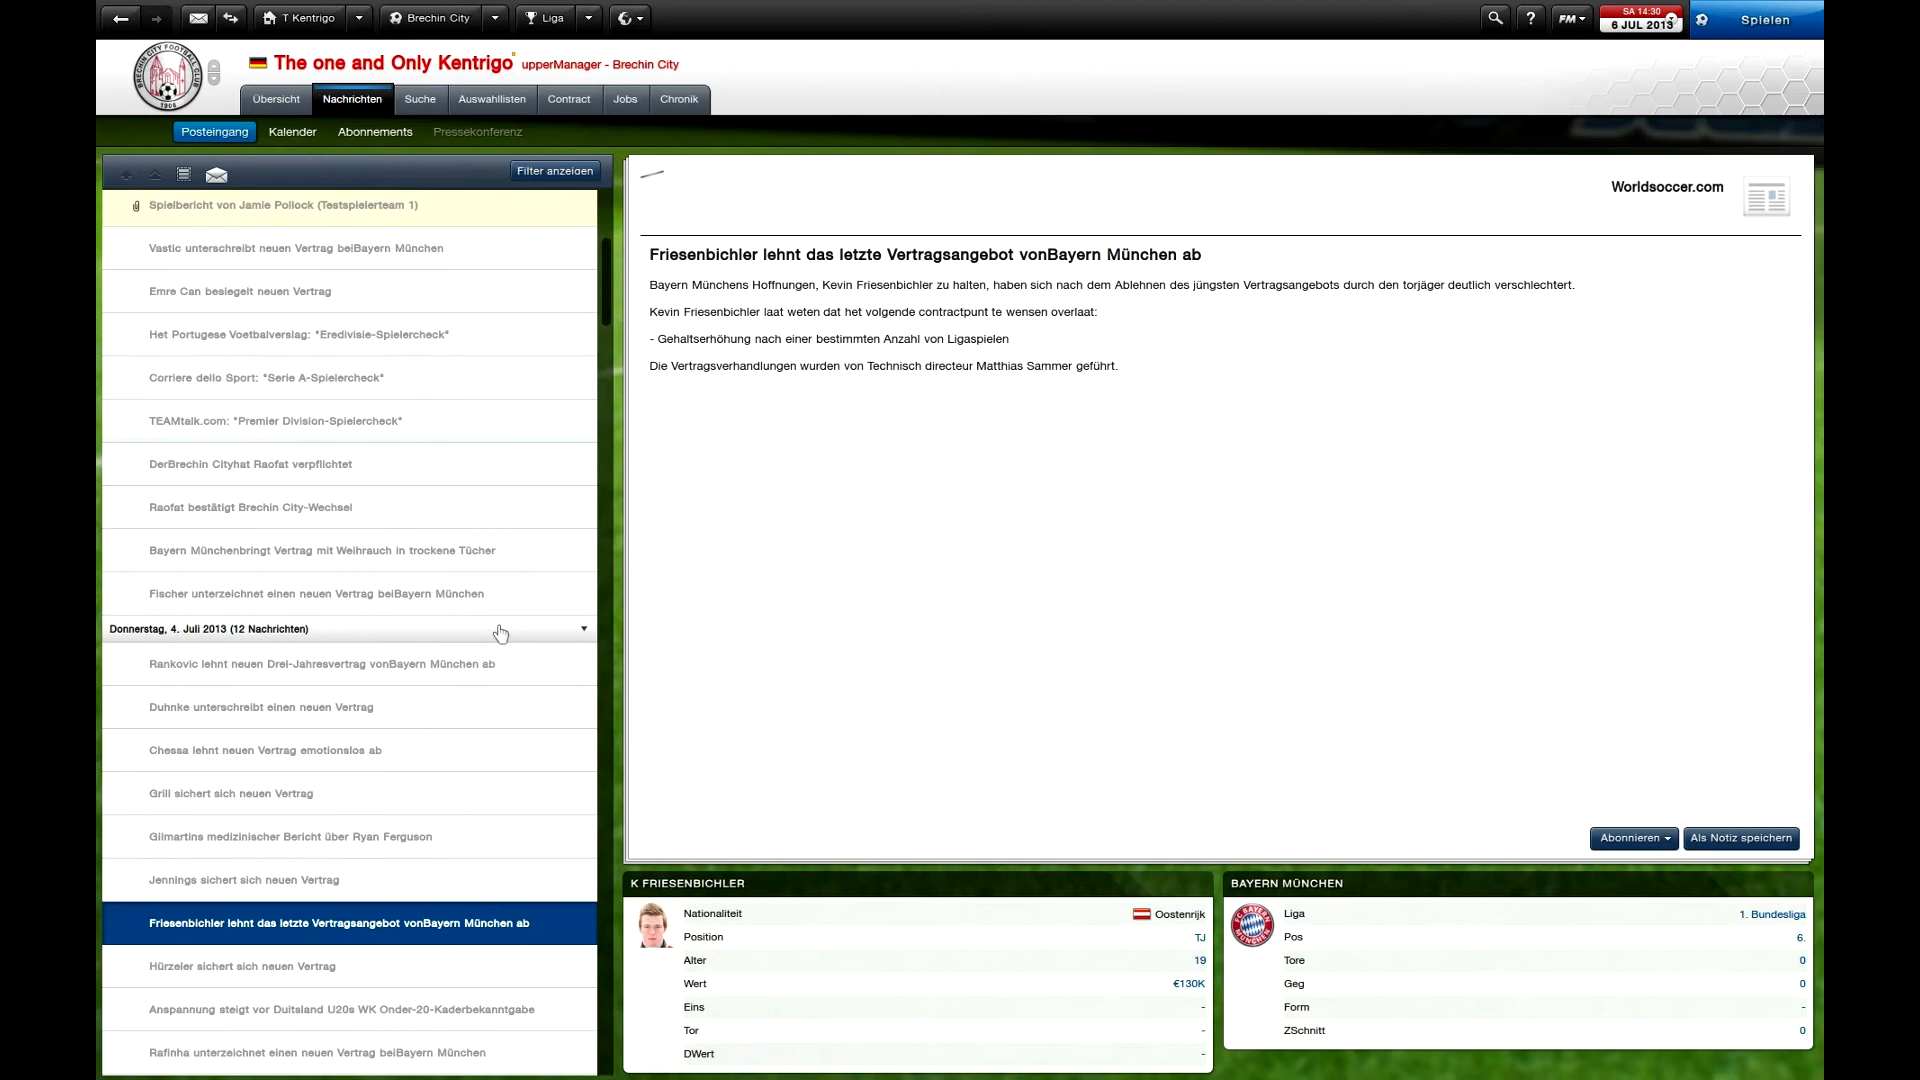 T Kentrigo
Brechin City
Liga
FM
SA 14:30
6 JUL 2013
Spielen
The one and Only Kentrigo
upperManager - Brechin City
Übersicht
Nachrichten
Suche
Auswahllisten
Contract
Jobs
Chronik
Posteingang
Kalender
Abonnements
Pressekonferenz
Filter anzeigen
Spielbericht von Jamie Pollock (Testspielerteam 1)
Vastic unterschreibt neuen Vertrag beiBayern München
Emre Can besiegelt neuen Vertrag
Het Portugese Voetbalverslag: "Eredivisie-Spielercheck"
Corriere dello Sport: "Serie A-Spielercheck"
TEAMtalk.com: "Premier Division-Spielercheck"
DerBrechin Cityhat Raofat verpflichtet
Raofat bestätigt Brechin City-Wechsel
Bayern Münchenbringt Vertrag mit Weihrauch in trockene Tücher
Fischer unterzeichnet einen neuen Vertrag beiBayern München
Donnerstag, 4. Juli 2013 (12 Nachrichten)
Rankovic lehnt neuen Drei-Jahresvertrag vonBayern München ab
Duhnke unterschreibt einen neuen Vertrag
Chessa lehnt neuen Vertrag emotionslos ab
Grill sichert sich neuen Vertrag
Gilmartins medizinischer Bericht über Ryan Ferguson
Jennings sichert sich neuen Vertrag
Friesenbichler lehnt das letzte Vertragsangebot vonBayern München ab
Hürzeler sichert sich neuen Vertrag
Anspannung steigt vor Duitsland U20s WK Onder-20-Kaderbekanntgabe
Rafinha unterzeichnet einen neuen Vertrag beiBayern München
Worldsoccer.com
Friesenbichler lehnt das letzte Vertragsangebot vonBayern München ab
Bayern Münchens Hoffnungen, Kevin Friesenbichler zu halten, haben sich nach dem Ablehnen des jüngsten Vertragsangebots durch den torjäger deutlich verschlechtert.
Kevin Friesenbichler laat weten dat het volgende contractpunt te wensen overlaat:
- Gehaltserhöhung nach einer bestimmten Anzahl von Ligaspielen
Die Vertragsverhandlungen wurden von Technisch directeur Matthias Sammer geführt.
Abonnieren
Als Notiz speichern
K FRIESENBICHLER
Nationaliteit Oostenrijk
Position TJ
Alter 19
Wert €130K
Eins -
Tor -
DWert -
BAYERN MÜNCHEN
Liga 1. Bundesliga
Pos 6.
Tore 0
Geg 0
Form -
ZSchnitt 0